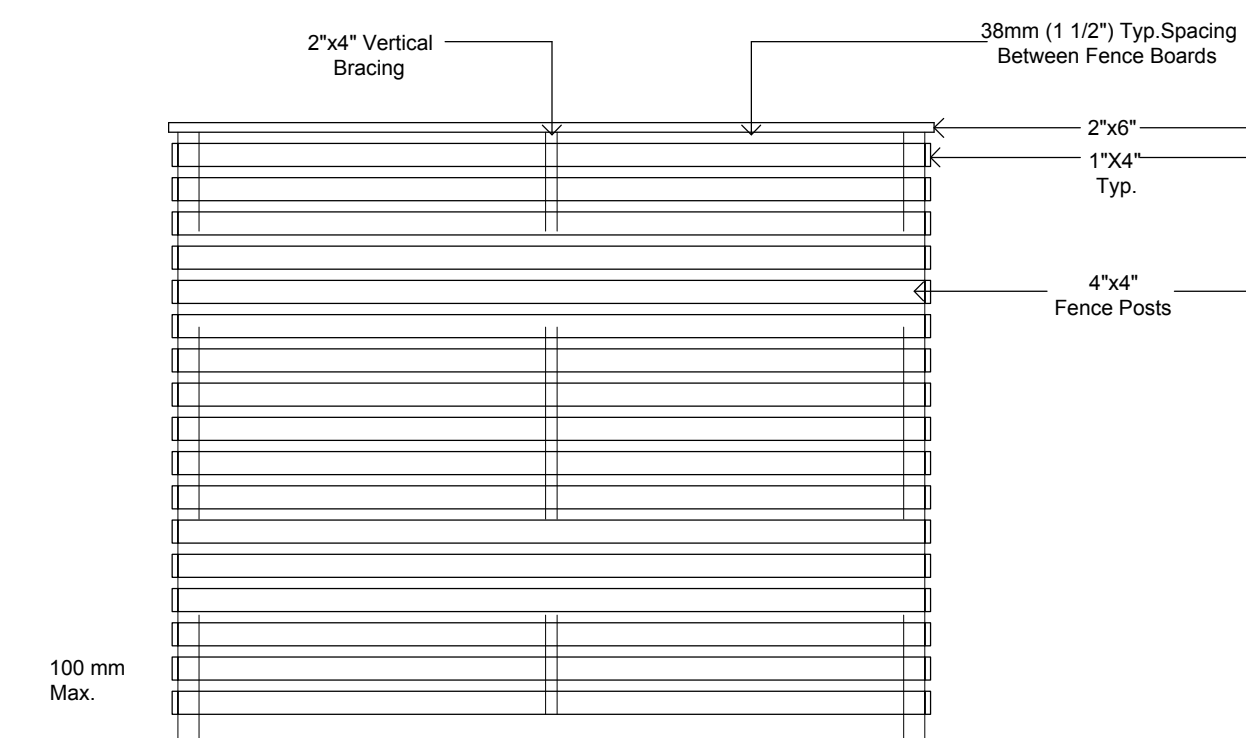 2"x4" Vertical
Bracing
38mm (1 1/2") Typ.Spacing
Between Fence Boards
2"x6"
1"X4"
Typ.
4"x4"
Fence Posts
100 mm
Max.